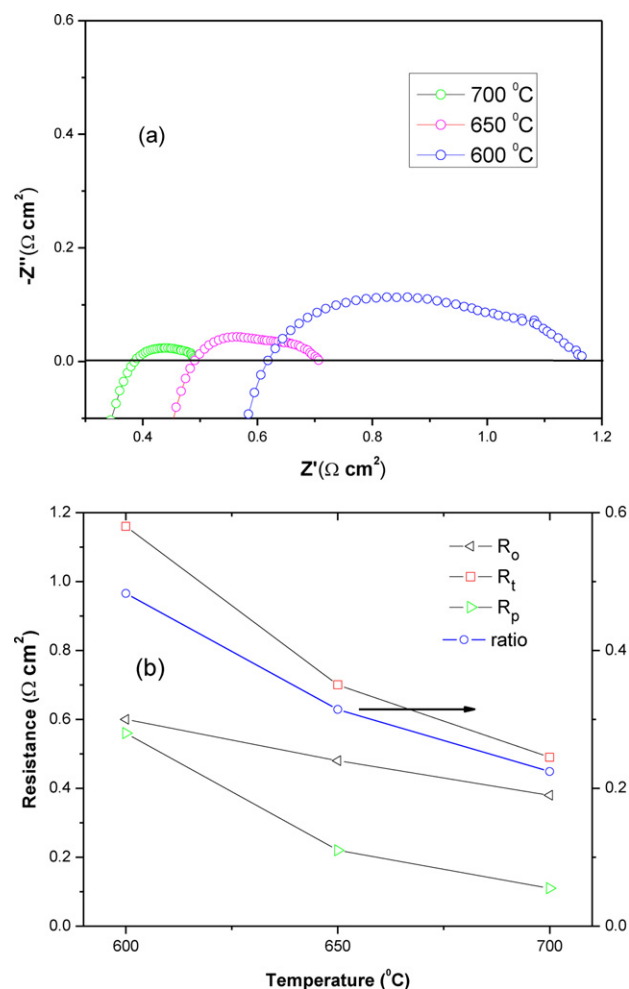 0.6
0.4
0.2
0.0
-Z''(Ω cm²)
(a)
700 ⁰C
650 ⁰C
600 ⁰C
0.4 0.6 0.8 1.0 1.2
Z'(Ω cm²)
1.2
1.0
0.8
0.6
0.4
0.2
0.0
Resistance (Ω cm²)
(b)
Rₒ
Rₜ
Rₚ
ratio
0.6
0.4
0.2
0.0
600 650 700
Temperature (⁰C)